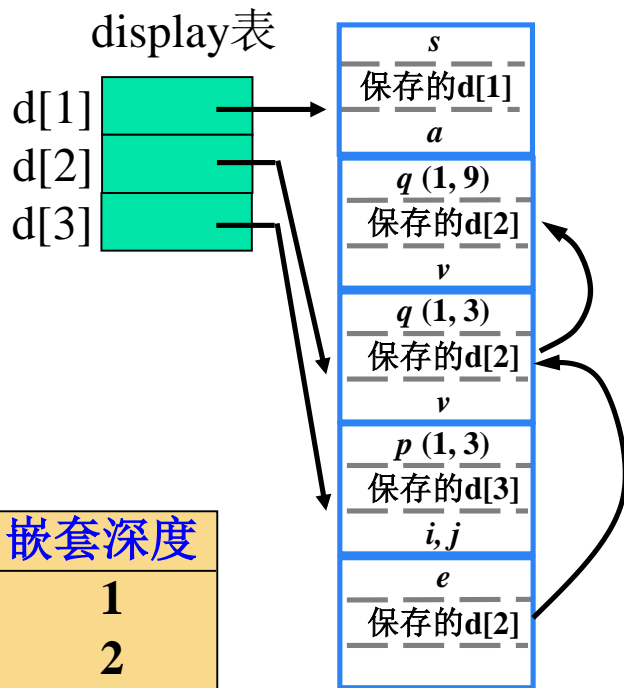 display表
d[1]
d[2]
d[3]
s
保存的d[1]
a
q (1, 9)
保存的d[2]
v
q (1, 3)
保存的d[2]
v
p (1, 3)
保存的d[3]
i, j
e
保存的d[2]
嵌套深度
1
2